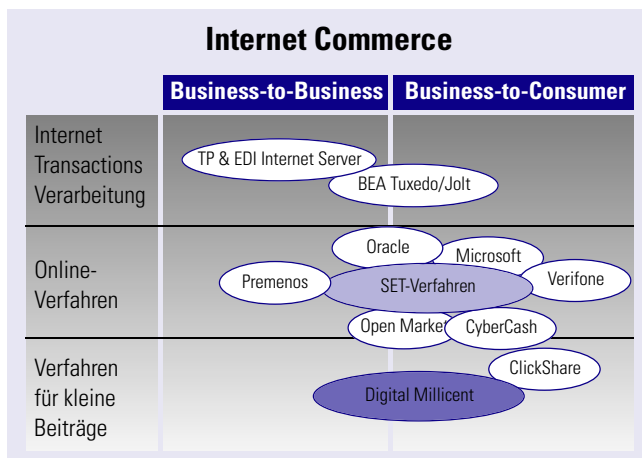 Internet Commerce
Business-to-Business
Business-to-Consumer
Internet
Transactions
Verarbeitung
TP & EDI Internet Server
BEA Tuxedo/Jolt
Online-
Verfahren
Oracle
Microsoft
Premenos
SET-Verfahren
Verifone
Open Market
CyberCash
Verfahren
für kleine
Beiträge
ClickShare
Digital Millicent